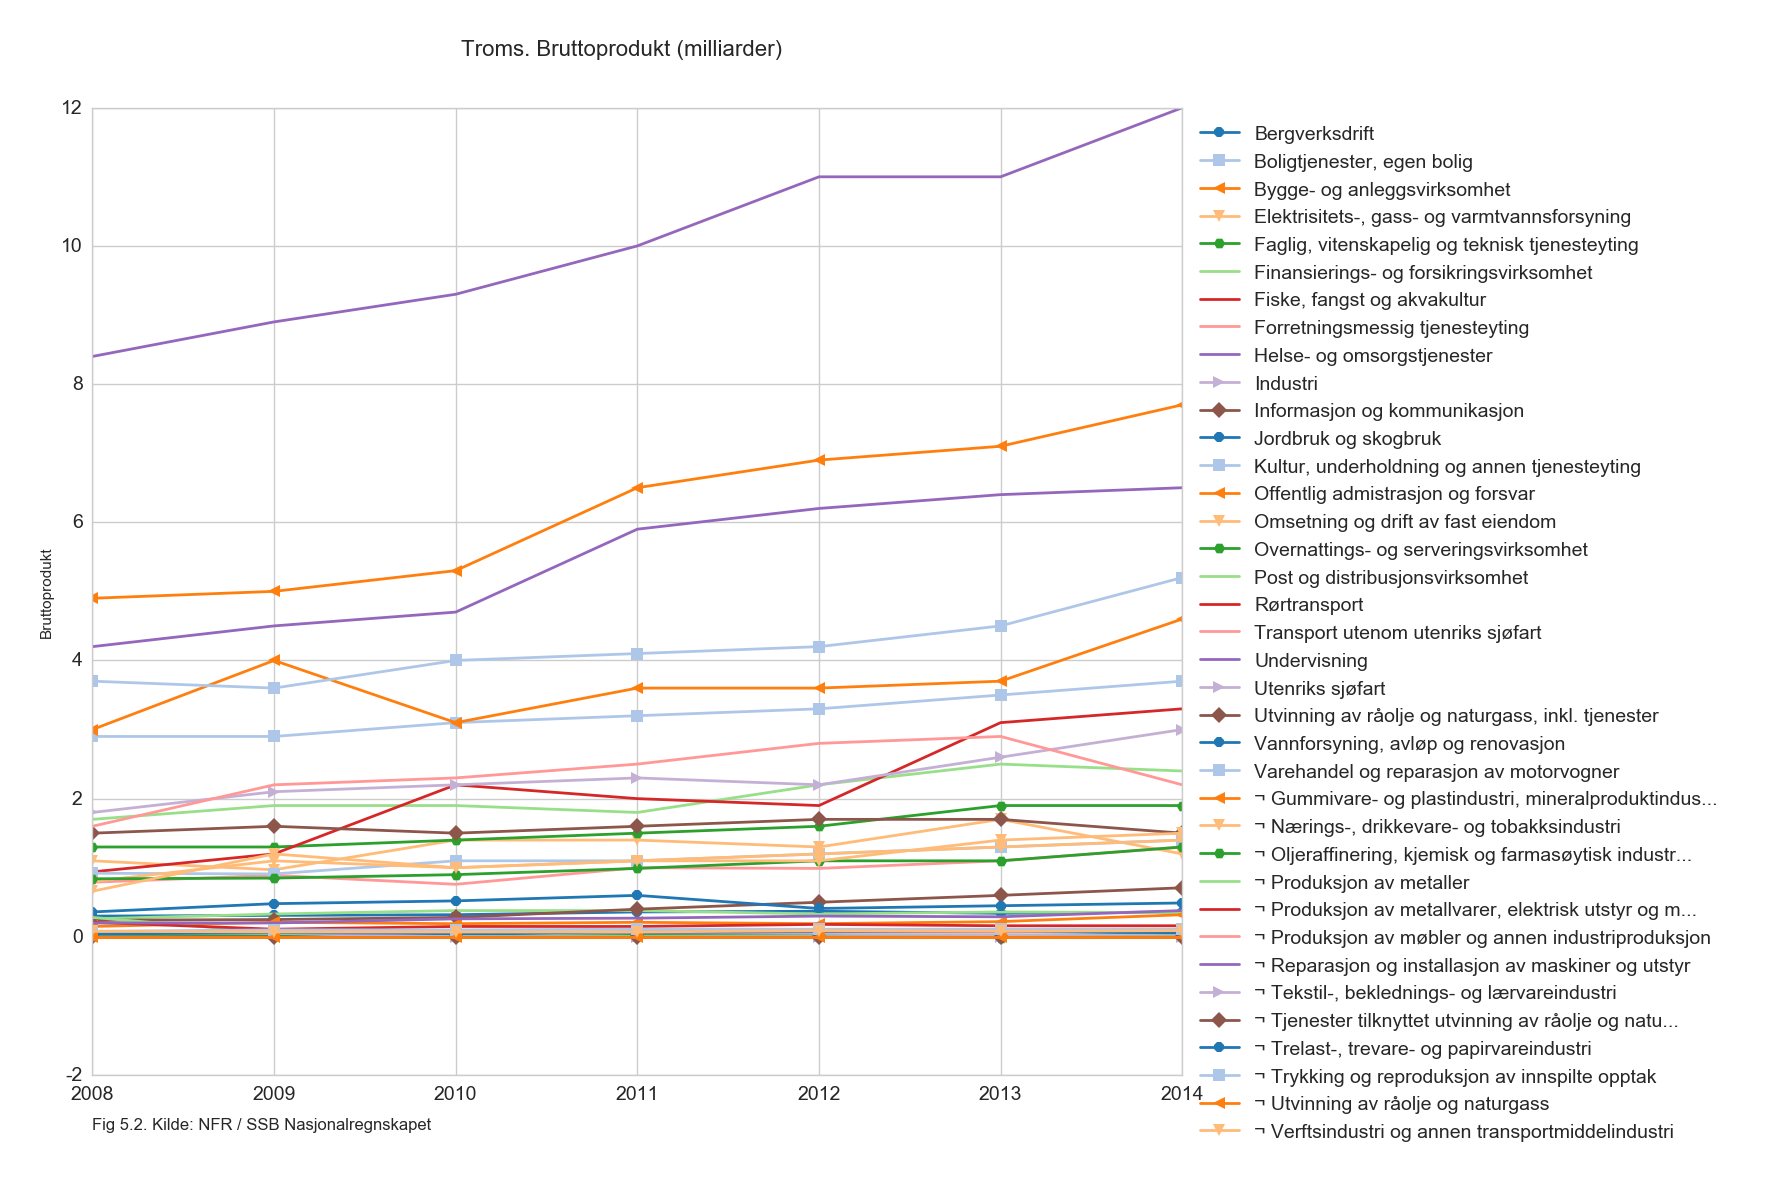 Troms. Bruttoprodukt (milliarder)
12
10
8
6
4
2
0
-2
Bruttoprodukt
2008 2009 2010 2011 2012 2013 2014
Fig 5.2. Kilde: NFR / SSB Nasjonalregnskapet
Bergverksdrift
Boligtjenester, egen bolig
Bygge- og anleggsvirksomhet
Elektrisitets-, gass- og varmtvannsforsyning
Faglig, vitenskapelig og teknisk tjenesteyting
Finansierings- og forsikringsvirksomhet
Fiske, fangst og akvakultur
Forretningsmessig tjenesteyting
Helse- og omsorgstjenester
Industri
Informasjon og kommunikasjon
Jordbruk og skogbruk
Kultur, underholdning og annen tjenesteyting
Offentlig admistrasjon og forsvar
Omsetning og drift av fast eiendom
Overnattings- og serveringsvirksomhet
Post og distribusjonsvirksomhet
Rørtransport
Transport utenom utenriks sjøfart
Undervisning
Utenriks sjøfart
Utvinning av råolje og naturgass, inkl. tjenester
Vannforsyning, avløp og renovasjon
Varehandel og reparasjon av motorvogner
¬ Gummivare- og plastindustri, mineralproduktindus...
¬ Nærings-, drikkevare- og tobakksindustri
¬ Oljeraffinering, kjemisk og farmasøytisk industr...
¬ Produksjon av metaller
¬ Produksjon av metallvarer, elektrisk utstyr og m...
¬ Produksjon av møbler og annen industriproduksjon
¬ Reparasjon og installasjon av maskiner og utstyr
¬ Tekstil-, beklednings- og lærvareindustri
¬ Tjenester tilknyttet utvinning av råolje og natu...
¬ Trelast-, trevare- og papirvareindustri
¬ Trykking og reproduksjon av innspilte opptak
¬ Utvinning av råolje og naturgass
¬ Verftsindustri og annen transportmiddelindustri